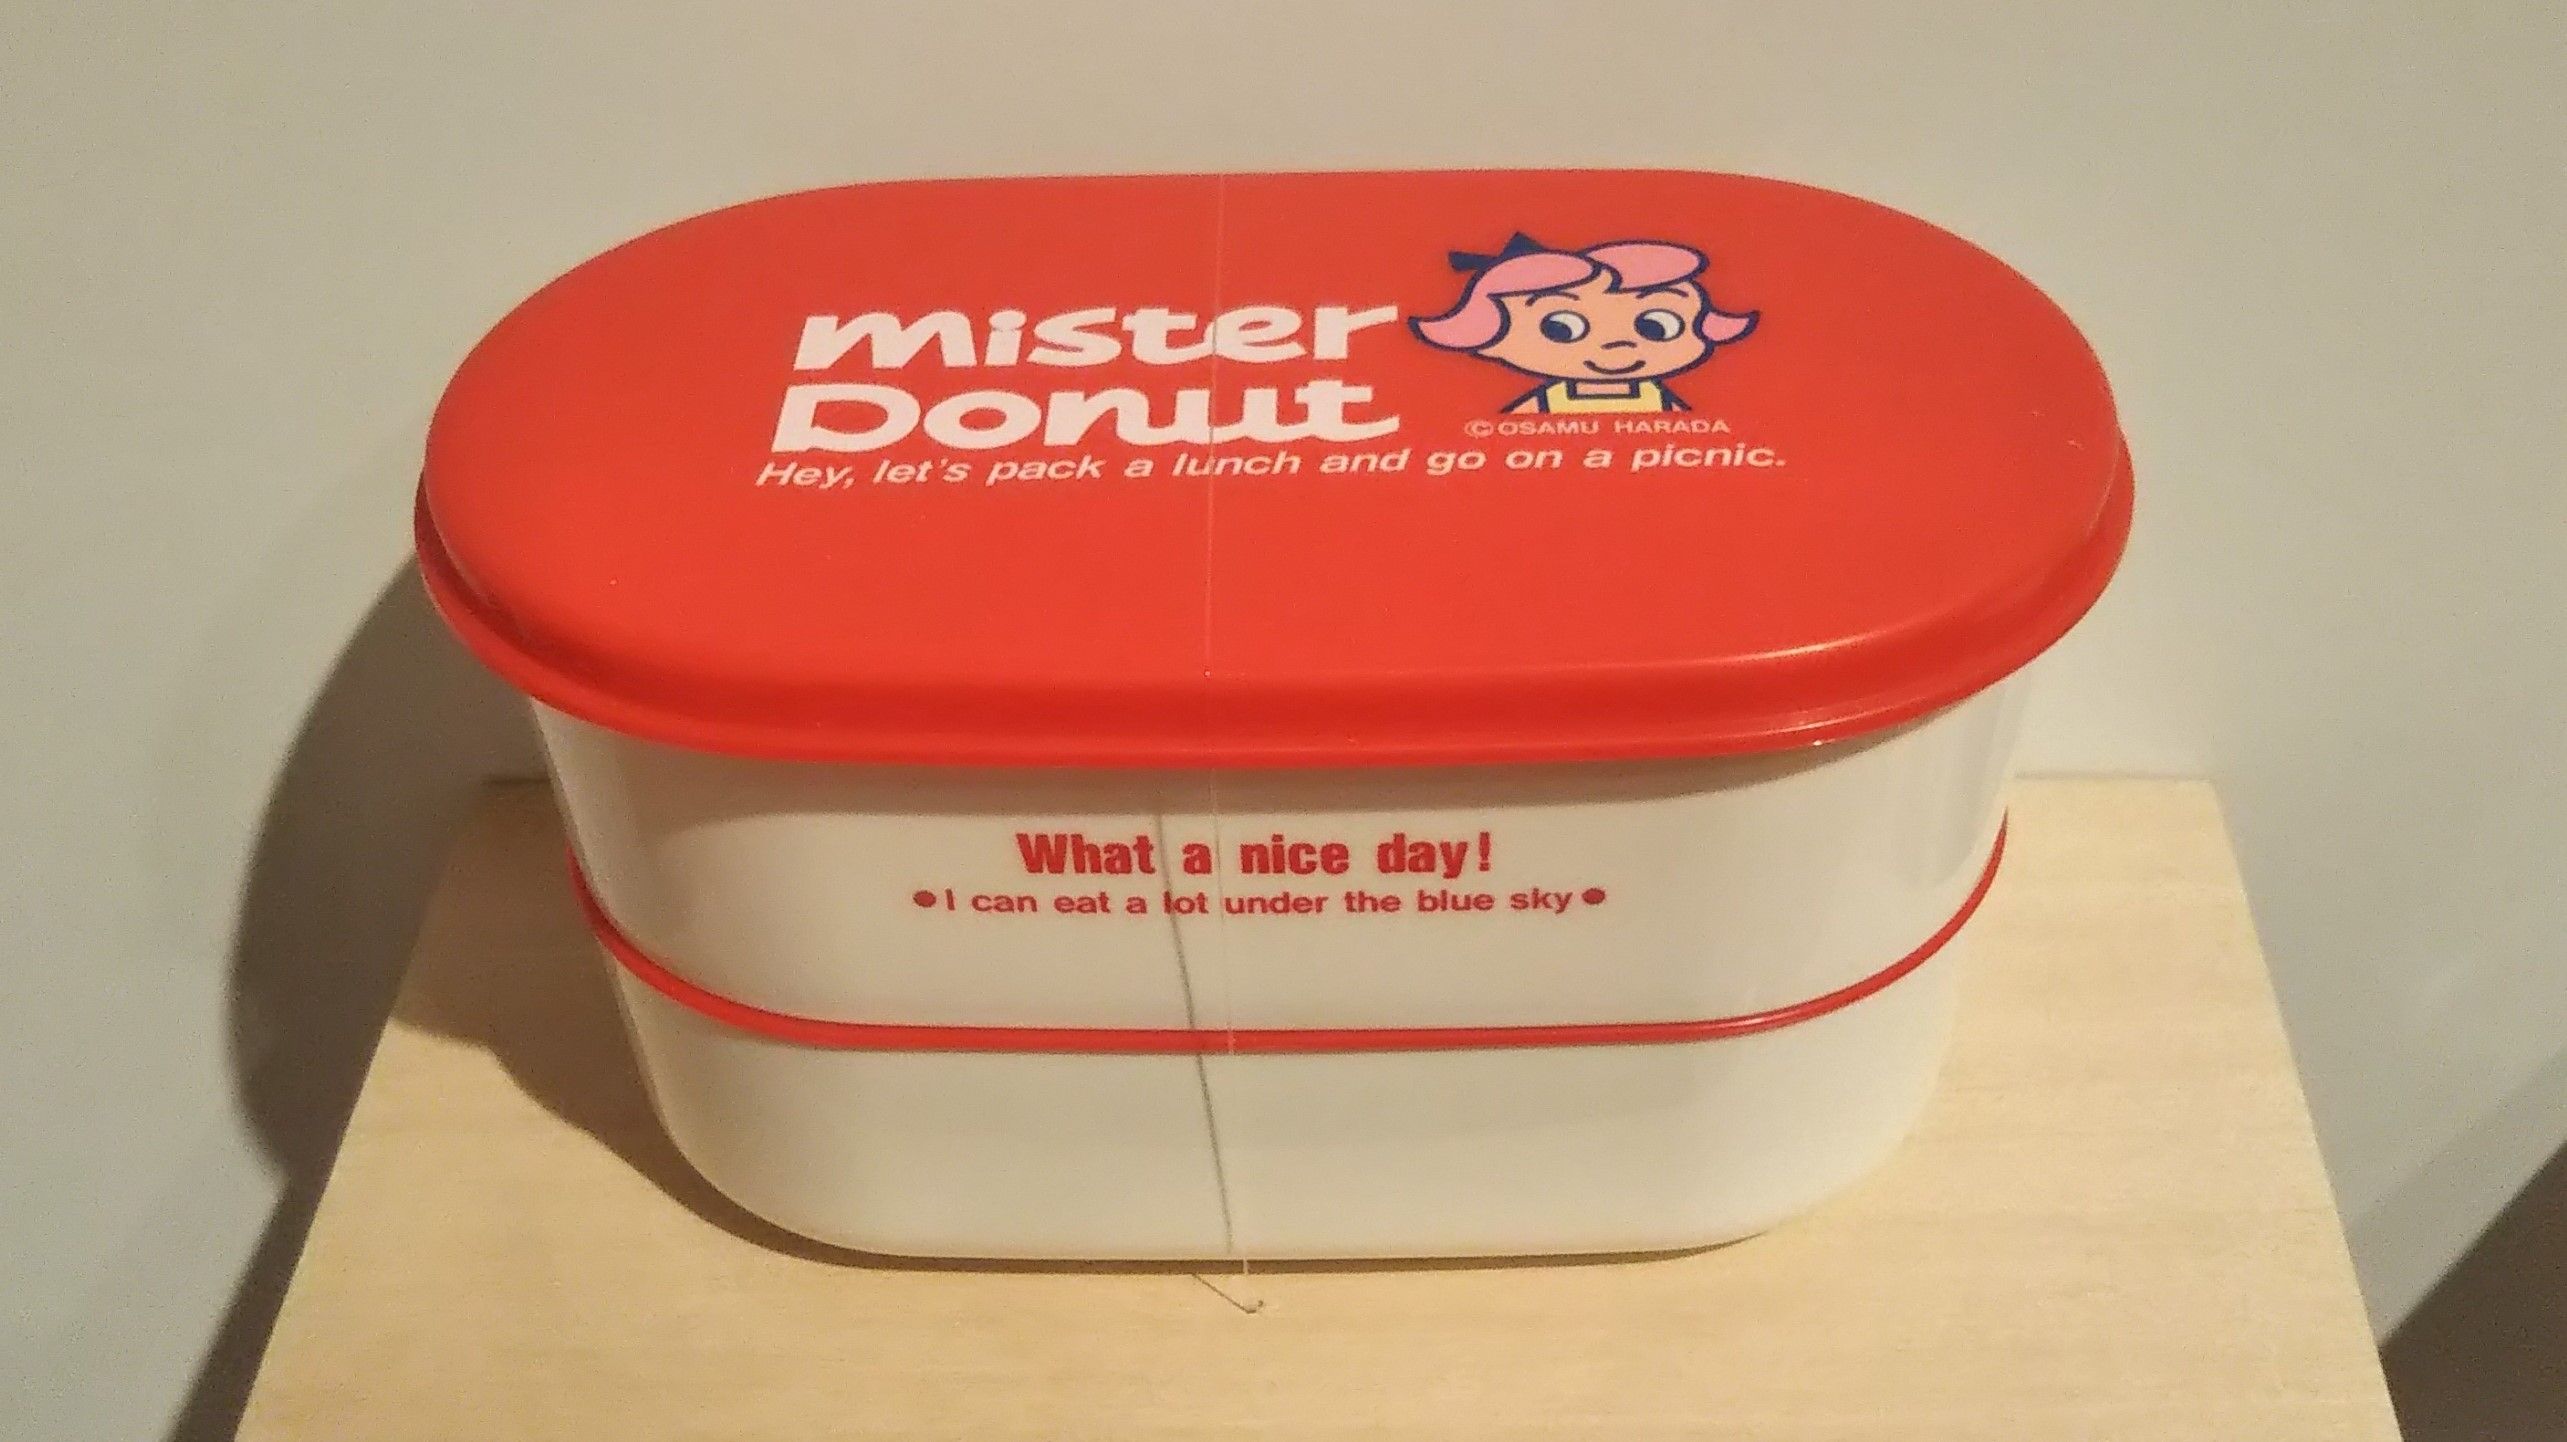 mister
Donut
©OSAMU HARADA
Hey, let's pack a lunch and go on a picnic.
What a nice day!
●I can eat a lot under the blue sky●